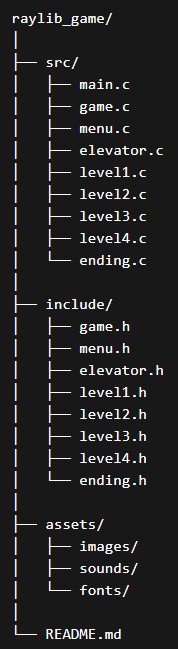 raylib_game/
│
├── src/
│   ├── main.c
│   ├── game.c
│   ├── menu.c
│   ├── elevator.c
│   ├── level1.c
│   ├── level2.c
│   ├── level3.c
│   ├── level4.c
│   └── ending.c
│
├── include/
│   ├── game.h
│   ├── menu.h
│   ├── elevator.h
│   ├── level1.h
│   ├── level2.h
│   ├── level3.h
│   ├── level4.h
│   └── ending.h
│
├── assets/
│   ├── images/
│   ├── sounds/
│   └── fonts/
│
└── README.md